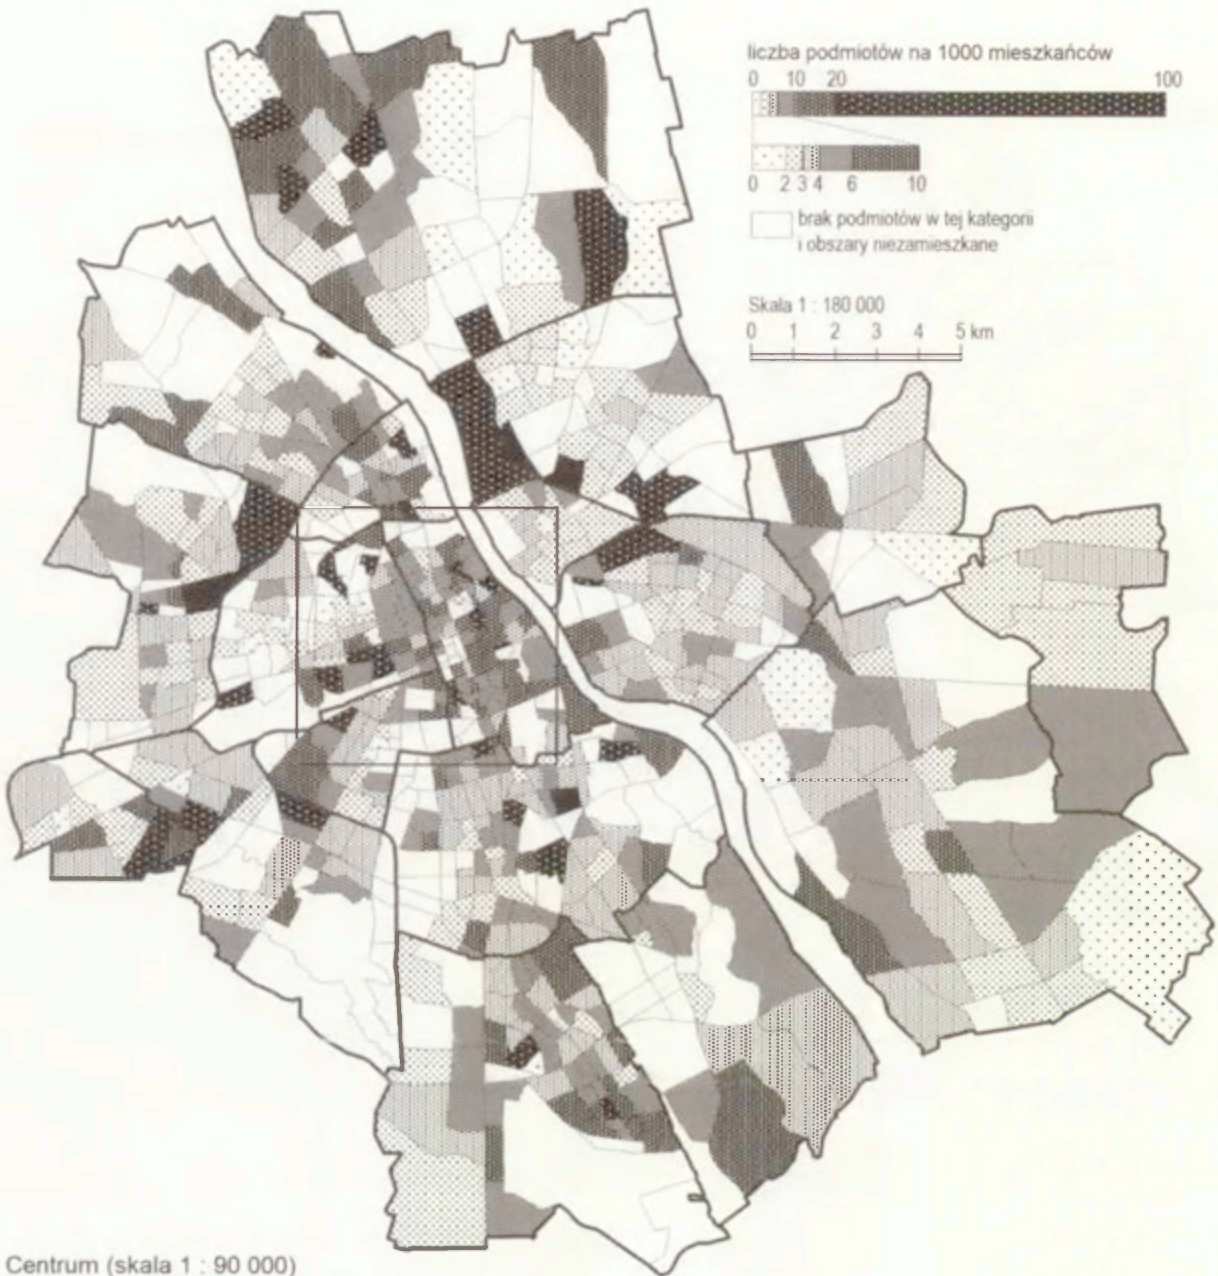 liczba podmiotów na 1000 mieszkańców
0 10 20 100
0 2 3 4 6 10
brak podmiotów w tej kategorii
i obszary niezamieszkane
Skala 1 : 180 000
0 1 2 3 4 5 km
Centrum (skala 1 : 90 000)